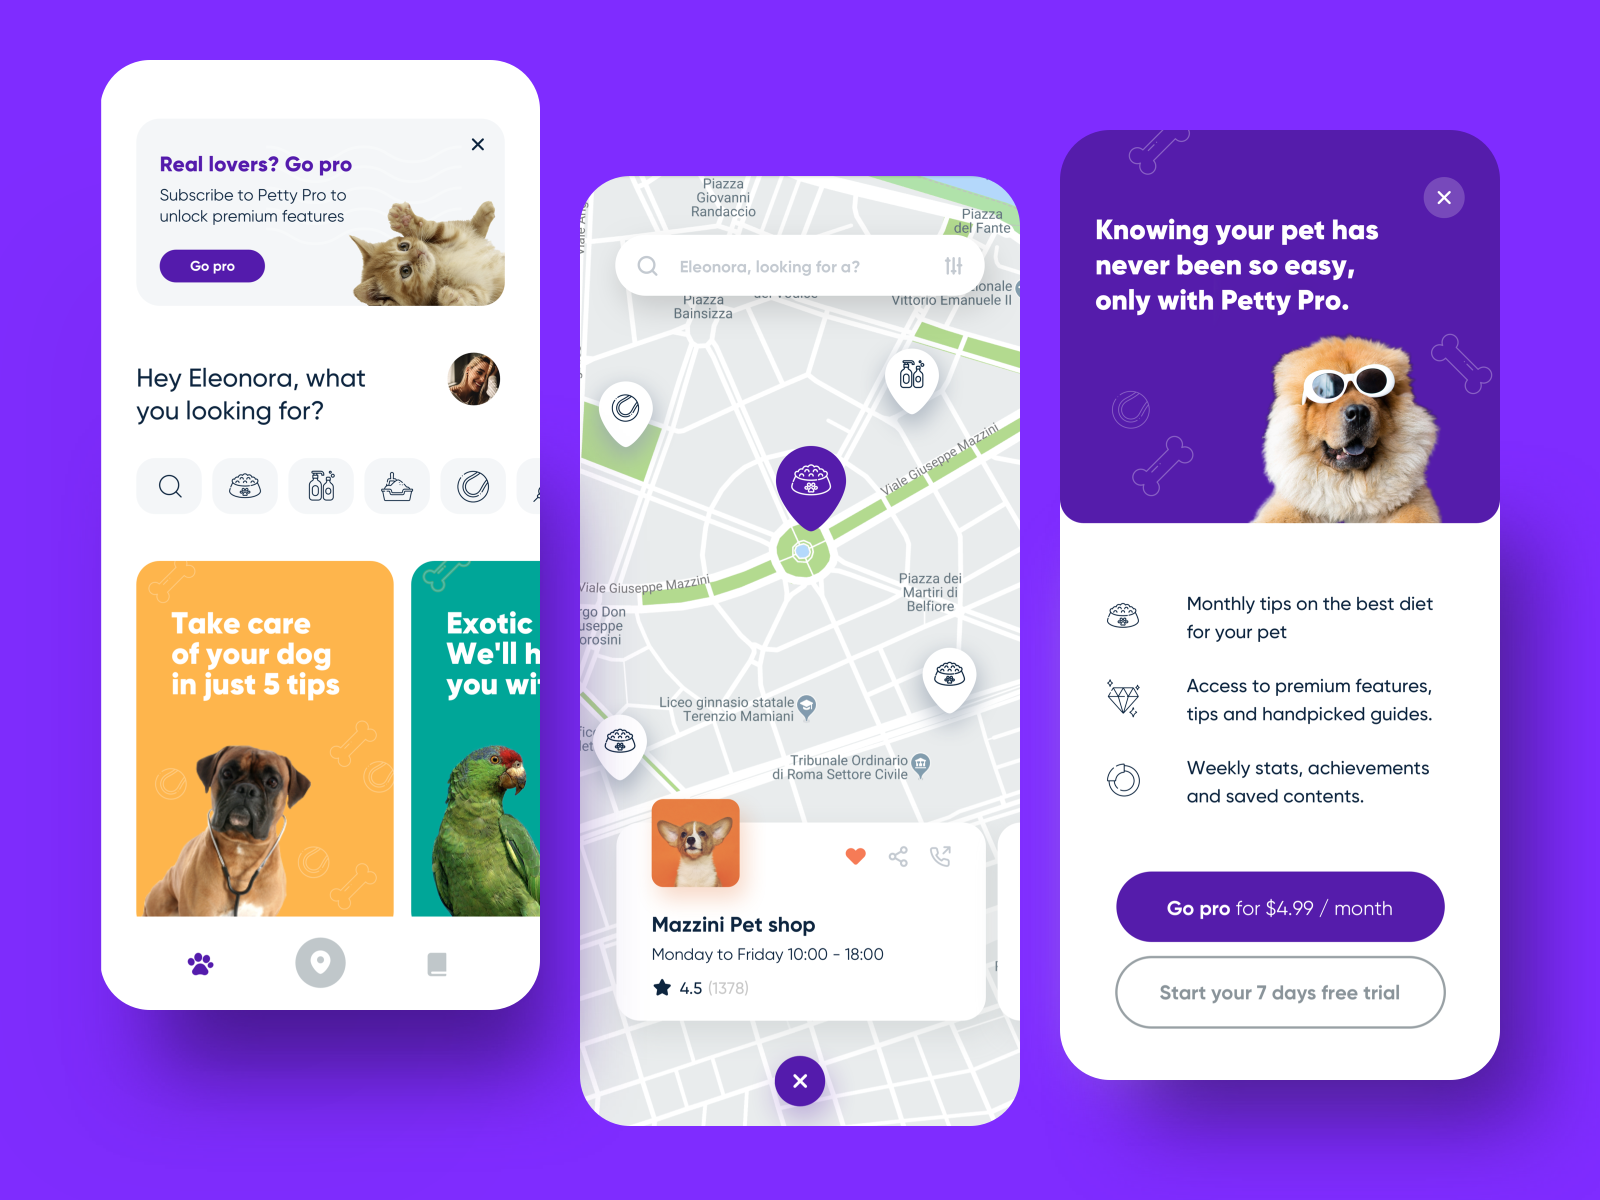 Real lovers? Go pro
Subscribe to Petty Pro to
unlock premium features
Go pro
Hey Eleonora, what
you looking for?
Take care
of your dog
in just 5 tips
Exotic
We'll h
you wi
Piazza
Giovanni
Randaccio
Piazza
del Fante
Eleonora, looking for a?
Vittorio Emanuele II
Piazza
Bainsizza
Viale Giuseppe Mazzini
Viale Giuseppe Mazzini
Piazza dei
Martiri di
Belfiore
rgo Don
useppe
orosini
Liceo ginnasio statale
Terenzio Mamiani
Tribunale Ordinario
di Roma Settore Civile
Mazzini Pet shop
Monday to Friday 10:00 - 18:00
4.5 (1378)
Knowing your pet has
never been so easy,
only with Petty Pro.
Monthly tips on the best diet
for your pet
Access to premium features,
tips and handpicked guides.
Weekly stats, achievements
and saved contents.
Go pro for $4.99 / month
Start your 7 days free trial